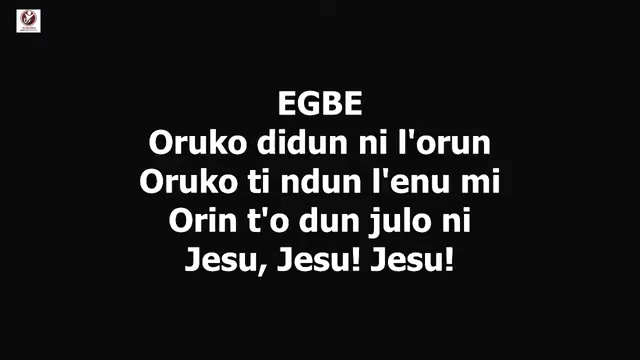 EGBE
Oruko didun ni l'orun
Oruko ti ndun l'enu mi
Orin t'o dun julo ni
Jesu, Jesu! Jesu!